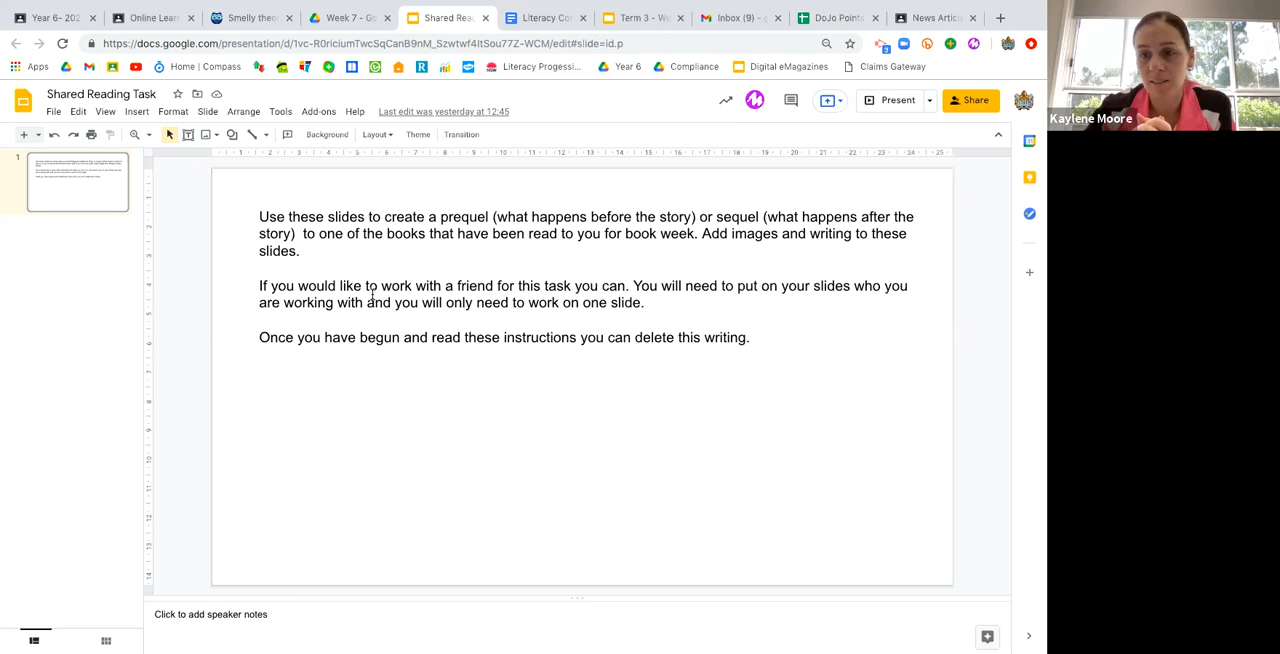 Year 6- 202
Online Learn
Smelly theor
Week 7 - Go
Shared Read
Literacy Con
Term 3 - We
Inbox (9) - g
DoJo Points
News Articl
https://docs.google.com/presentation/d/1vc-R0riciumTwcSqCanB9nM_Szwtwf4ltSou77Z-WCM/edit#slide=id.p
Apps
Home | Compass
Literacy Progressi...
Year 6
Compliance
Digital eMagazines
Claims Gateway
Shared Reading Task
File Edit View Insert Format Slide Arrange Tools Add-ons Help
Last edit was yesterday at 12:45
Present
Share
Background Layout Theme Transition
Use these slides to create a prequel (what happens before the story) or sequel (what happens after the
story) to one of the books that have been read to you for book week. Add images and writing to these
slides.
If you would like to work with a friend for this task you can. You will need to put on your slides who you
are working with and you will only need to work on one slide.
Once you have begun and read these instructions you can delete this writing.
Click to add speaker notes
Kaylene Moore